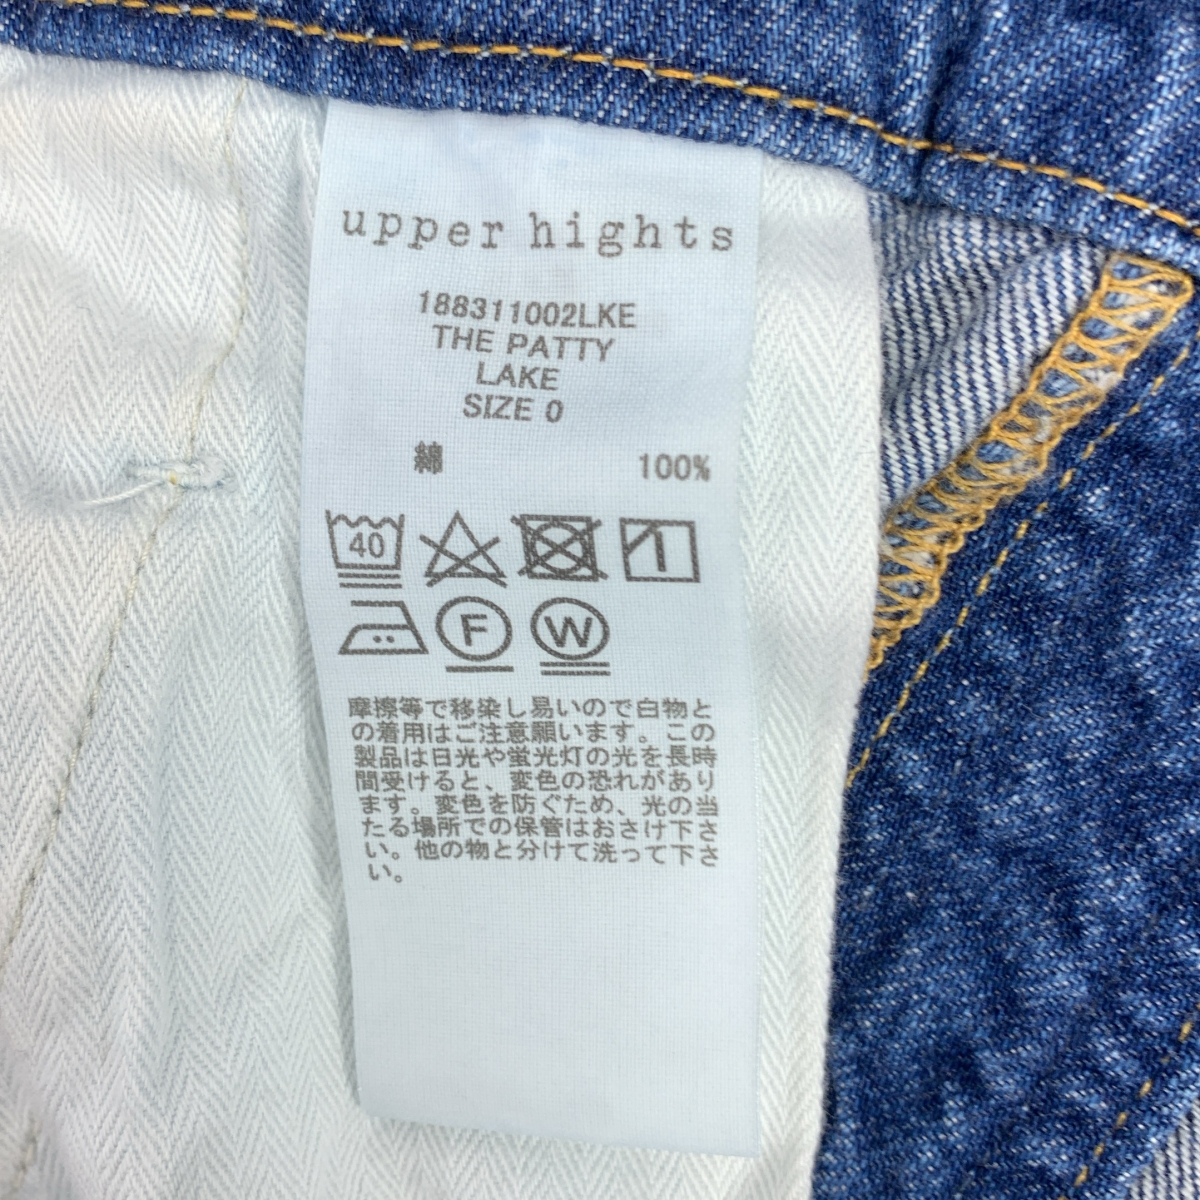 upper hights
188311002LKE
THE PATTY
LAKE
SIZE 0
綿 100%
40
F W
摩擦等で移染し易いので白物と
の着用はご注意願います。この
製品は日光や蛍光灯の光を長時
間受けると、変色の恐れがあり
ます。変色を防ぐため、光の当
たる場所での保管はおさけ下さ
い。他の物と分けて洗って下さ
い。